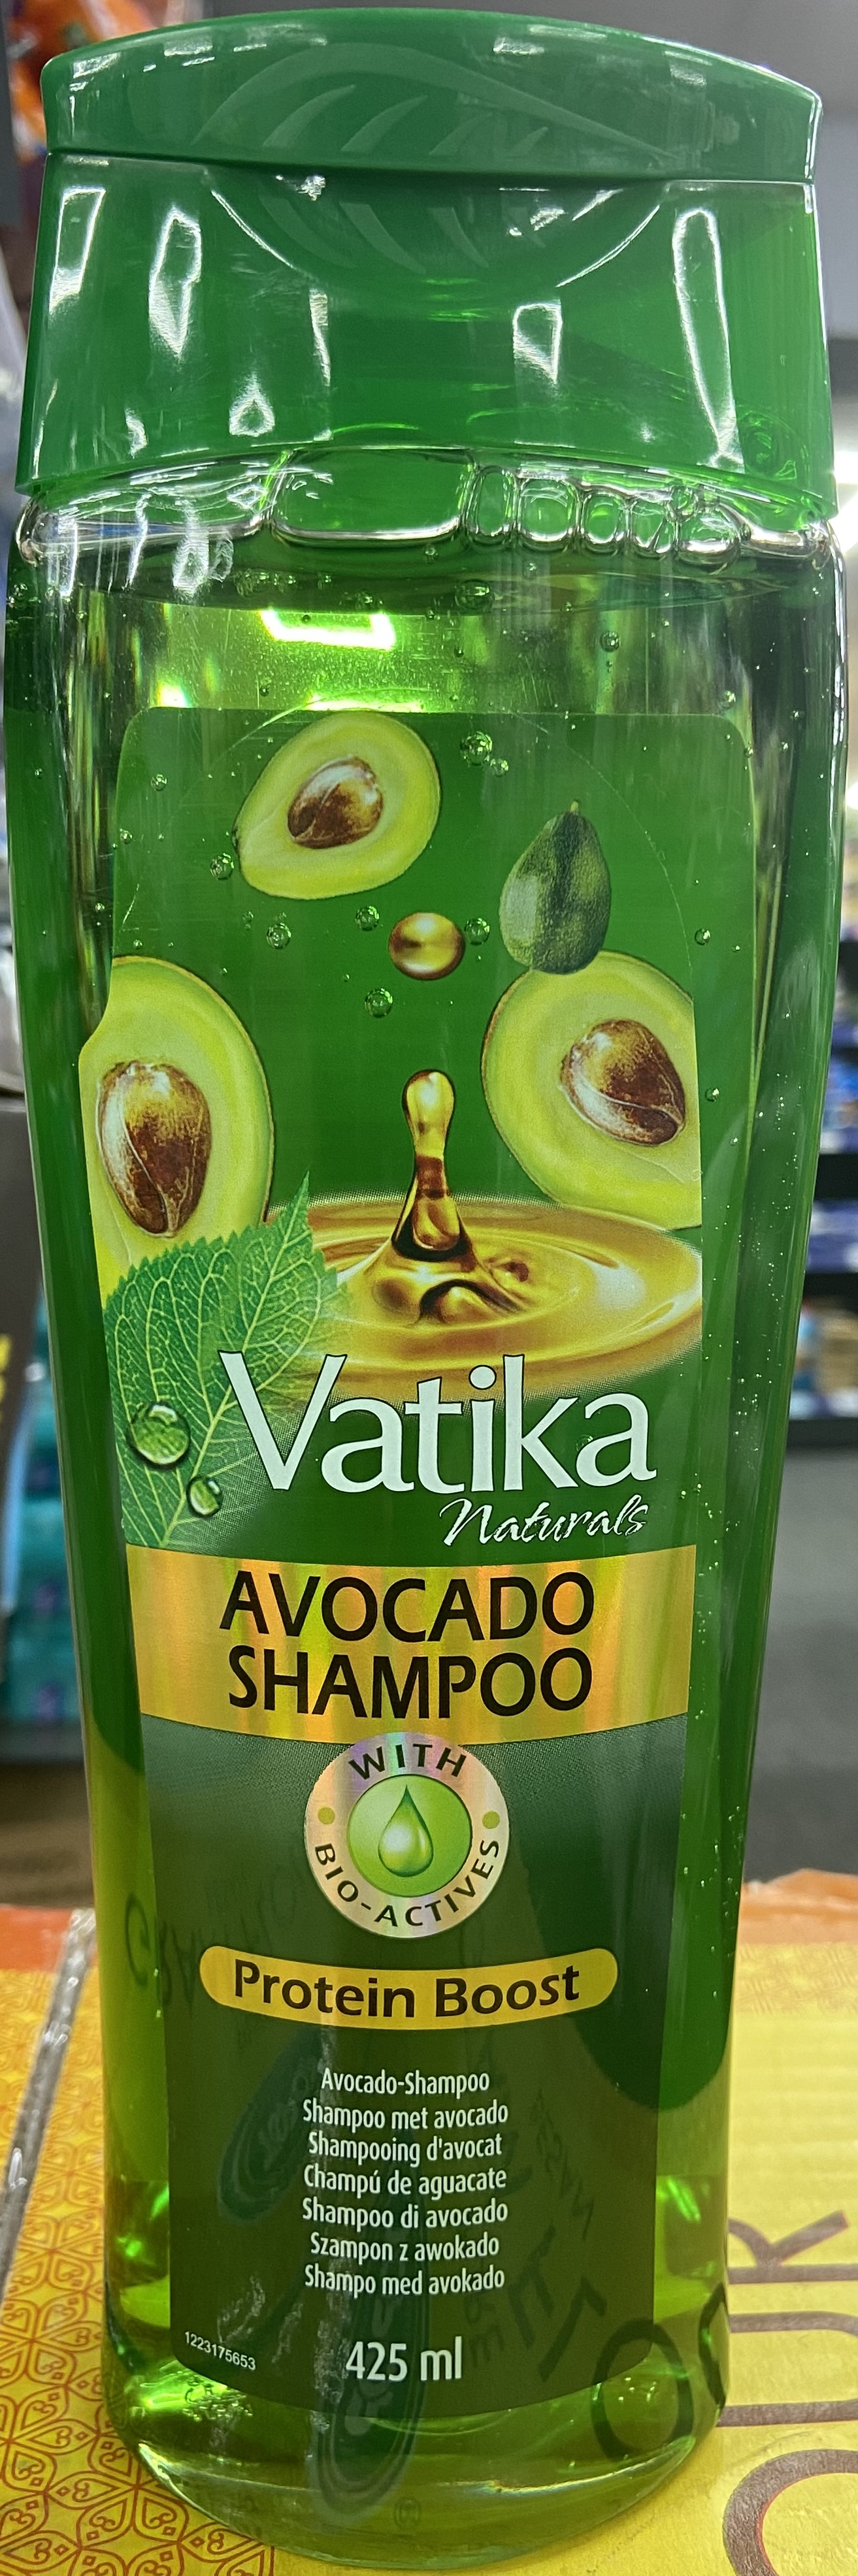 Vatika
Naturals
AVOCADO
SHAMPOO
WITH
BIO-ACTIVES
Protein Boost
Avocado-Shampoo
Shampoo met avocado
Shampooing d'avocat
Champú de aguacate
Shampoo di avocado
Szampon z awokado
Shampo med avokado
1223175653
425 ml